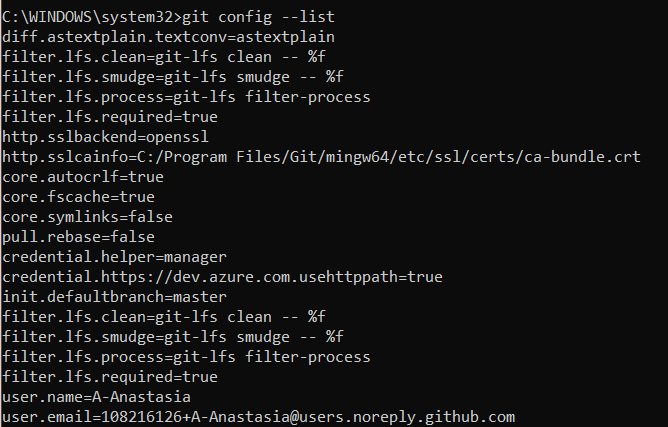 C:\WINDOWS\system32>git config --list
diff.astextplain.textconv=astextplain
filter.lfs.clean=git-lfs clean -- %f
filter.lfs.smudge=git-lfs smudge -- %f
filter.lfs.process=git-lfs filter-process
filter.lfs.required=true
http.sslbackend=openssl
http.sslcainfo=C:/Program Files/Git/mingw64/etc/ssl/certs/ca-bundle.crt
core.autocrlf=true
core.fscache=true
core.symlinks=false
pull.rebase=false
credential.helper=manager
credential.https://dev.azure.com.usehttppath=true
init.defaultbranch=master
filter.lfs.clean=git-lfs clean -- %f
filter.lfs.smudge=git-lfs smudge -- %f
filter.lfs.process=git-lfs filter-process
filter.lfs.required=true
user.name=A-Anastasia
user.email=108216126+A-Anastasia@users.noreply.github.com